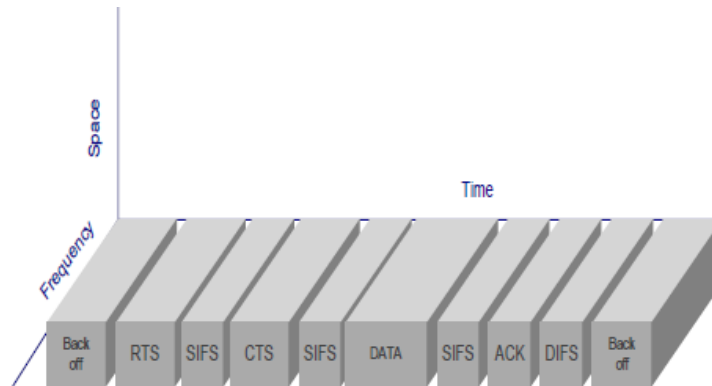 Space
Time
Frequency
Back
off
RTS
SIFS
CTS
SIFS
DATA
SIFS
ACK
DIFS
Back
off